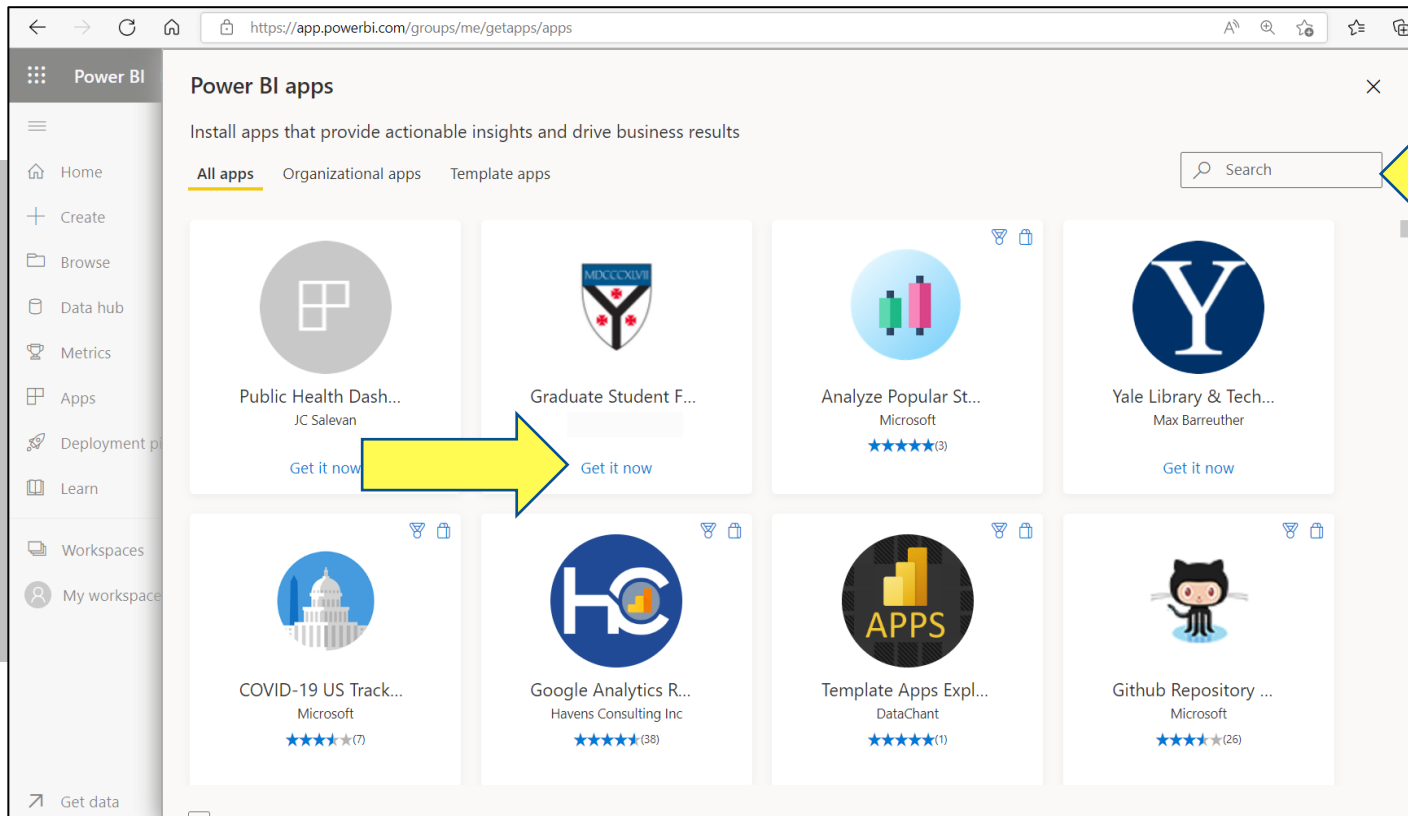 https://app.powerbi.com/groups/me/getapps/apps
Power BI
Power BI apps
Install apps that provide actionable insights and drive business results
All apps Organizational apps Template apps
Search
Home
Create
Browse
Data hub
Metrics
Apps
Deployment pi
Learn
Workspaces
My workspace
Get data
Public Health Dash...
JC Salevan
Get it now
MDCCCXLVII
Graduate Student F...
Get it now
Analyze Popular St...
Microsoft
(3)
Y
Yale Library & Tech...
Max Barreuther
Get it now
COVID-19 US Track...
Microsoft
(7)
HC
Google Analytics R...
Havens Consulting Inc
(38)
APPS
Template Apps Expl...
DataChant
(1)
Github Repository ...
Microsoft
(26)